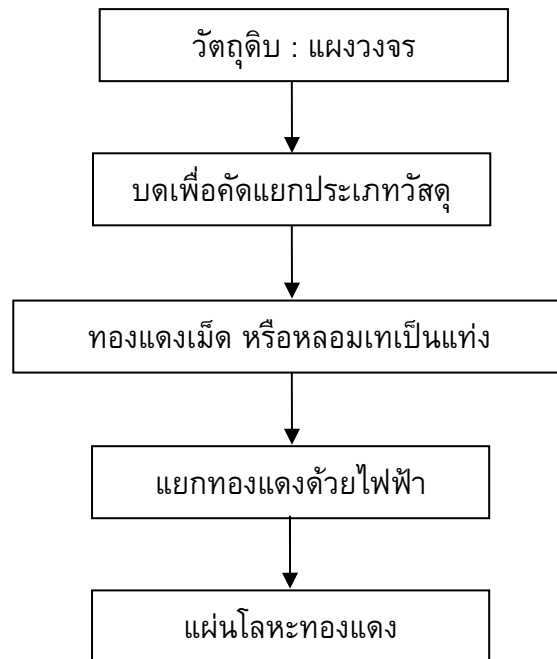 วัตถุดิบ : แผงวงจร
บดเพื่อคัดแยกประเภทวัสดุ
ทองแดงเม็ด หรือหลอมเทเป็นแท่ง
แยกทองแดงด้วยไฟฟ้า
แผ่นโลหะทองแดง